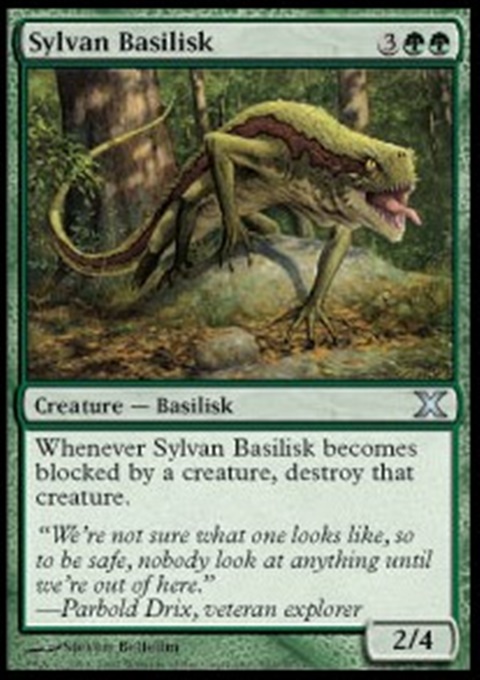 Sylvan Basilisk 3
Creature — Basilisk X
Whenever Sylvan Basilisk becomes
blocked by a creature, destroy that
creature.
“We’re not sure what one looks like, so
to be safe, nobody look at anything until
we’re out of here.”
—Parbold Drix, veteran explorer
2/4